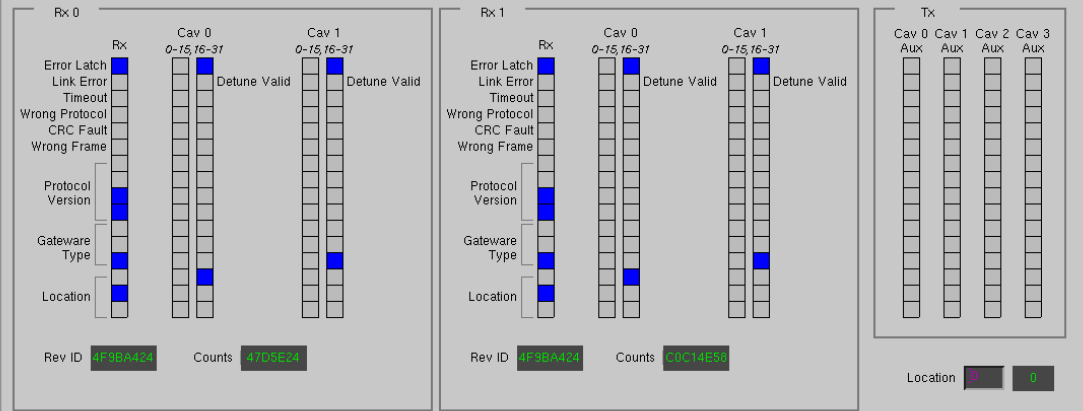 Rx 0
Rx
Cav 0
0-15,16-31
Cav 1
0-15,16-31
Error Latch
Link Error
Detune Valid
Detune Valid
Timeout
Wrong Protocol
CRC Fault
Wrong Frame
Protocol
Version
Gateware
Type
Location
Rev ID 4F9BA424 Counts 47D5E24
Rx 1
Rx
Cav 0
0-15,16-31
Cav 1
0-15,16-31
Error Latch
Link Error
Detune Valid
Detune Valid
Timeout
Wrong Protocol
CRC Fault
Wrong Frame
Protocol
Version
Gateware
Type
Location
Rev ID 4F9BA424 Counts C0C14E58
Tx
Cav 0 Cav 1 Cav 2 Cav 3
Aux Aux Aux Aux
Location 0